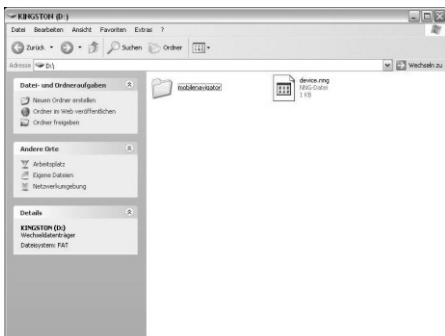 KINGSTON (D:)
Datei Bearbeiten Ansicht Favoriten Extras ?
Zurück Suchen Ordner
Adresse D:\ Wechseln zu
Datei- und Ordneraufgaben
Neuen Ordner erstellen
Ordner im Web veröffentlichen
Ordner freigeben
Andere Orte
Arbeitsplatz
Eigene Dateien
Netzwerkumgebung
Details
KINGSTON (D:)
Wechseldatenträger
Dateisystem: FAT
mobilenavigator
device.nng
NNG-Datei
1 KB